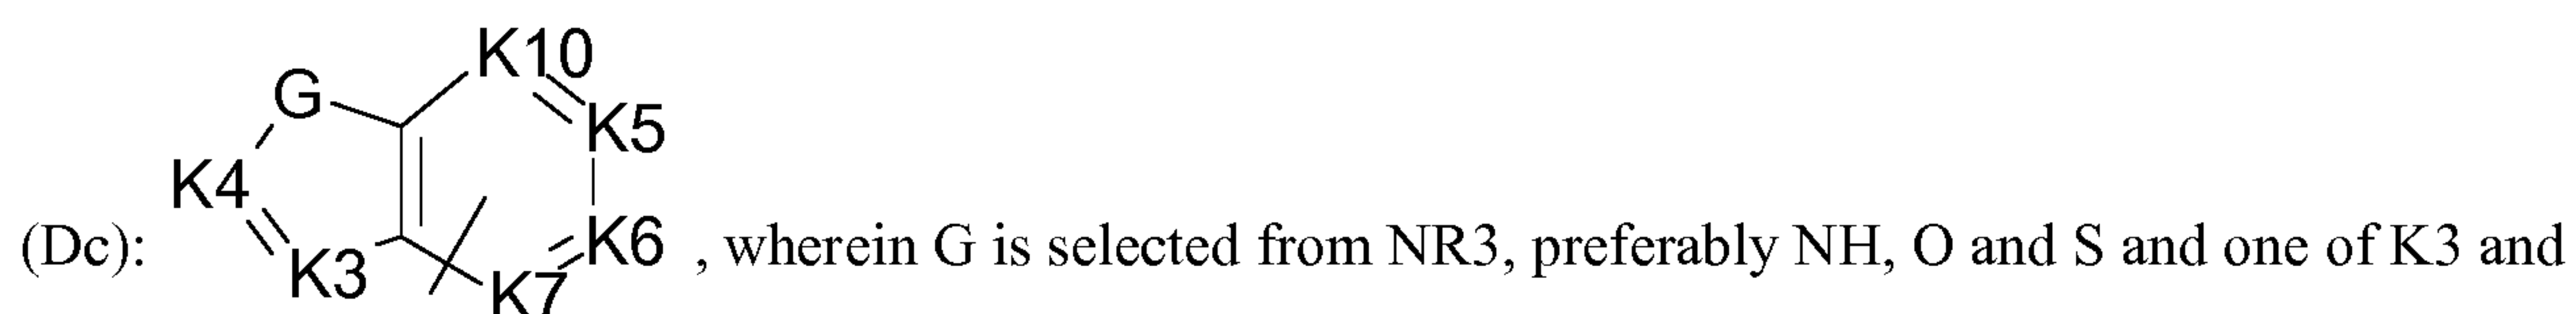 K10
G
K5
K4
(Dc): K6 , wherein G is selected from NR3, preferably NH, O and S and one of K3 and
K3
K7